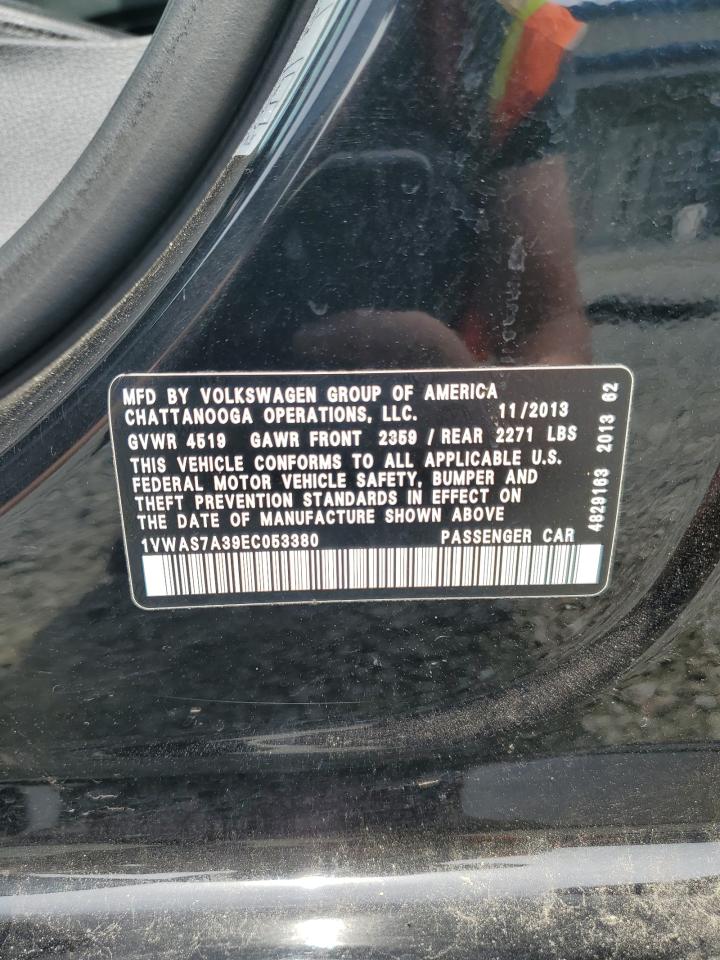 MFD BY VOLKSWAGEN GROUP OF AMERICA
CHATTANOOGA OPERATIONS, LLC. 11/2013
GVWR 4519 GAWR FRONT 2359 / REAR 2271 LBS
THIS VEHICLE CONFORMS TO ALL APPLICABLE U.S.
FEDERAL MOTOR VEHICLE SAFETY, BUMPER AND
THEFT PREVENTION STANDARDS IN EFFECT ON
THE DATE OF MANUFACTURE SHOWN ABOVE
1VWAS7A39EC053380 PASSENGER CAR
4829163 2013 62